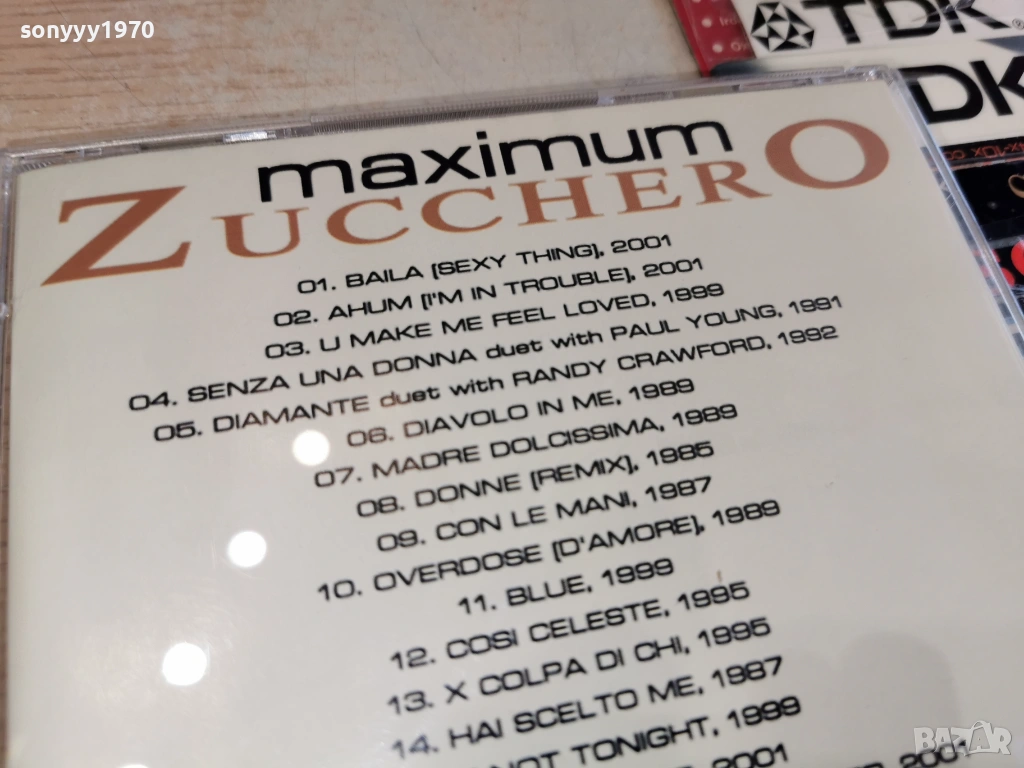 sonyyy1970
TDK
DK
maximum
ZUCCHERO
01. BAILA [SEXY THING], 2001
02. AHUM [I'M IN TROUBLE], 2001
03. U MAKE ME FEEL LOVED, 1999
04. SENZA UNA DONNA duet with PAUL YOUNG, 1991
05. DIAMANTE duet with RANDY CRAWFORD, 1992
06. DIAVOLO IN ME, 1989
07. MADRE DOLCISSIMA, 1989
08. DONNE [REMIX], 1985
09. CON LE MANI, 1987
10. OVERDOSE [D'AMORE], 1989
11. BLUE, 1999
12. COSI CELESTE, 1995
13. X COLPA DI CHI, 1995
14. HAI SCELTO ME, 1987
NOT TONIGHT, 1999
2001
2001
BAZAR